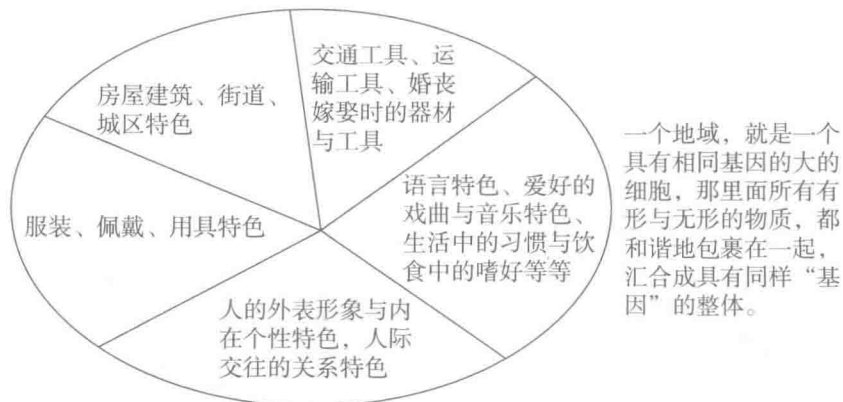 房屋建筑、街道、
城区特色
交通工具、运
输工具、婚丧
嫁娶时的器材
与工具
语言特色、爱好的
戏曲与音乐特色、
生活中的习惯与饮
食中的嗜好等等
服装、佩戴、用具特色
人的外表形象与内
在个性特色，人际
交往的关系特色
一个地域，就是一个
具有相同基因的大的
细胞，那里面所有有
形与无形的物质，都
和谐地包裹在一起，
汇合成具有同样“基
因”的整体。